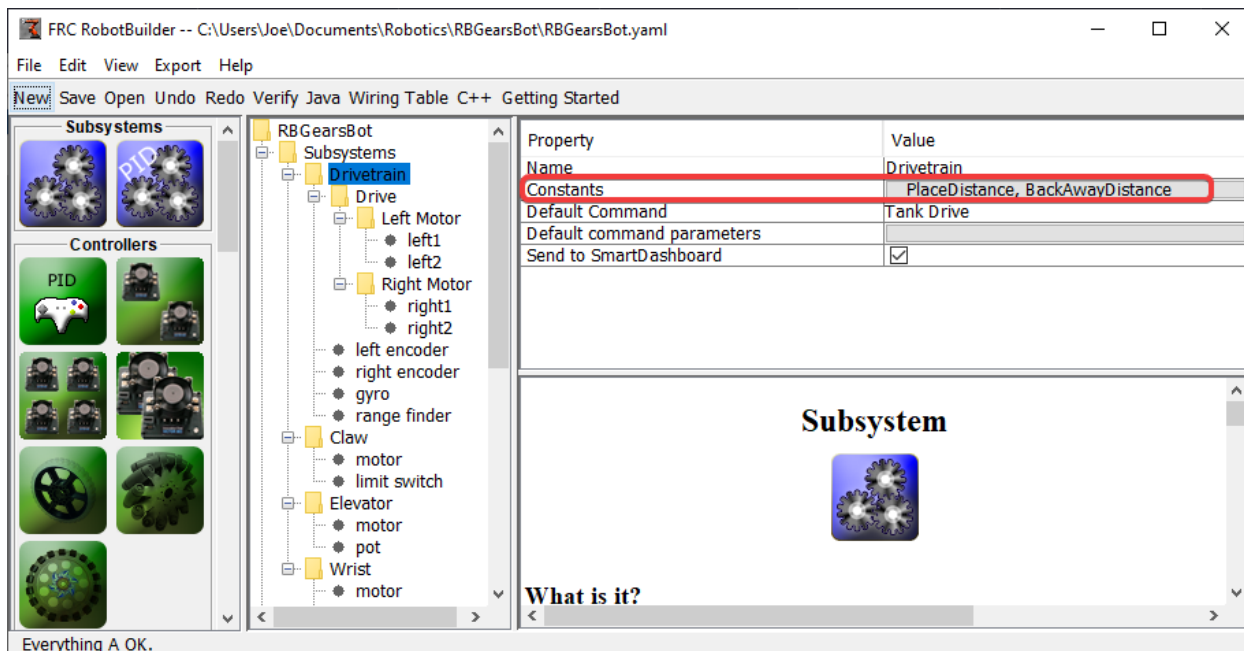 FRC RobotBuilder -- C:\Users\Joe\Documents\Robotics\RBGearsBot\RBGearsBot.yaml
File Edit View Export Help
New Save Open Undo Redo Verify Java Wiring Table C++ Getting Started
Subsystems
PID
Controllers
PID
RBGearsBot
Subsystems
Drivetrain
Drive
Left Motor
left1
left2
Right Motor
right1
right2
left encoder
right encoder
gyro
range finder
Claw
motor
limit switch
Elevator
motor
pot
Wrist
motor
Property Value
Name Drivetrain
Constants PlaceDistance, BackAwayDistance
Default Command Tank Drive
Default command parameters
Send to SmartDashboard
Subsystem
What is it?
Everything A OK.